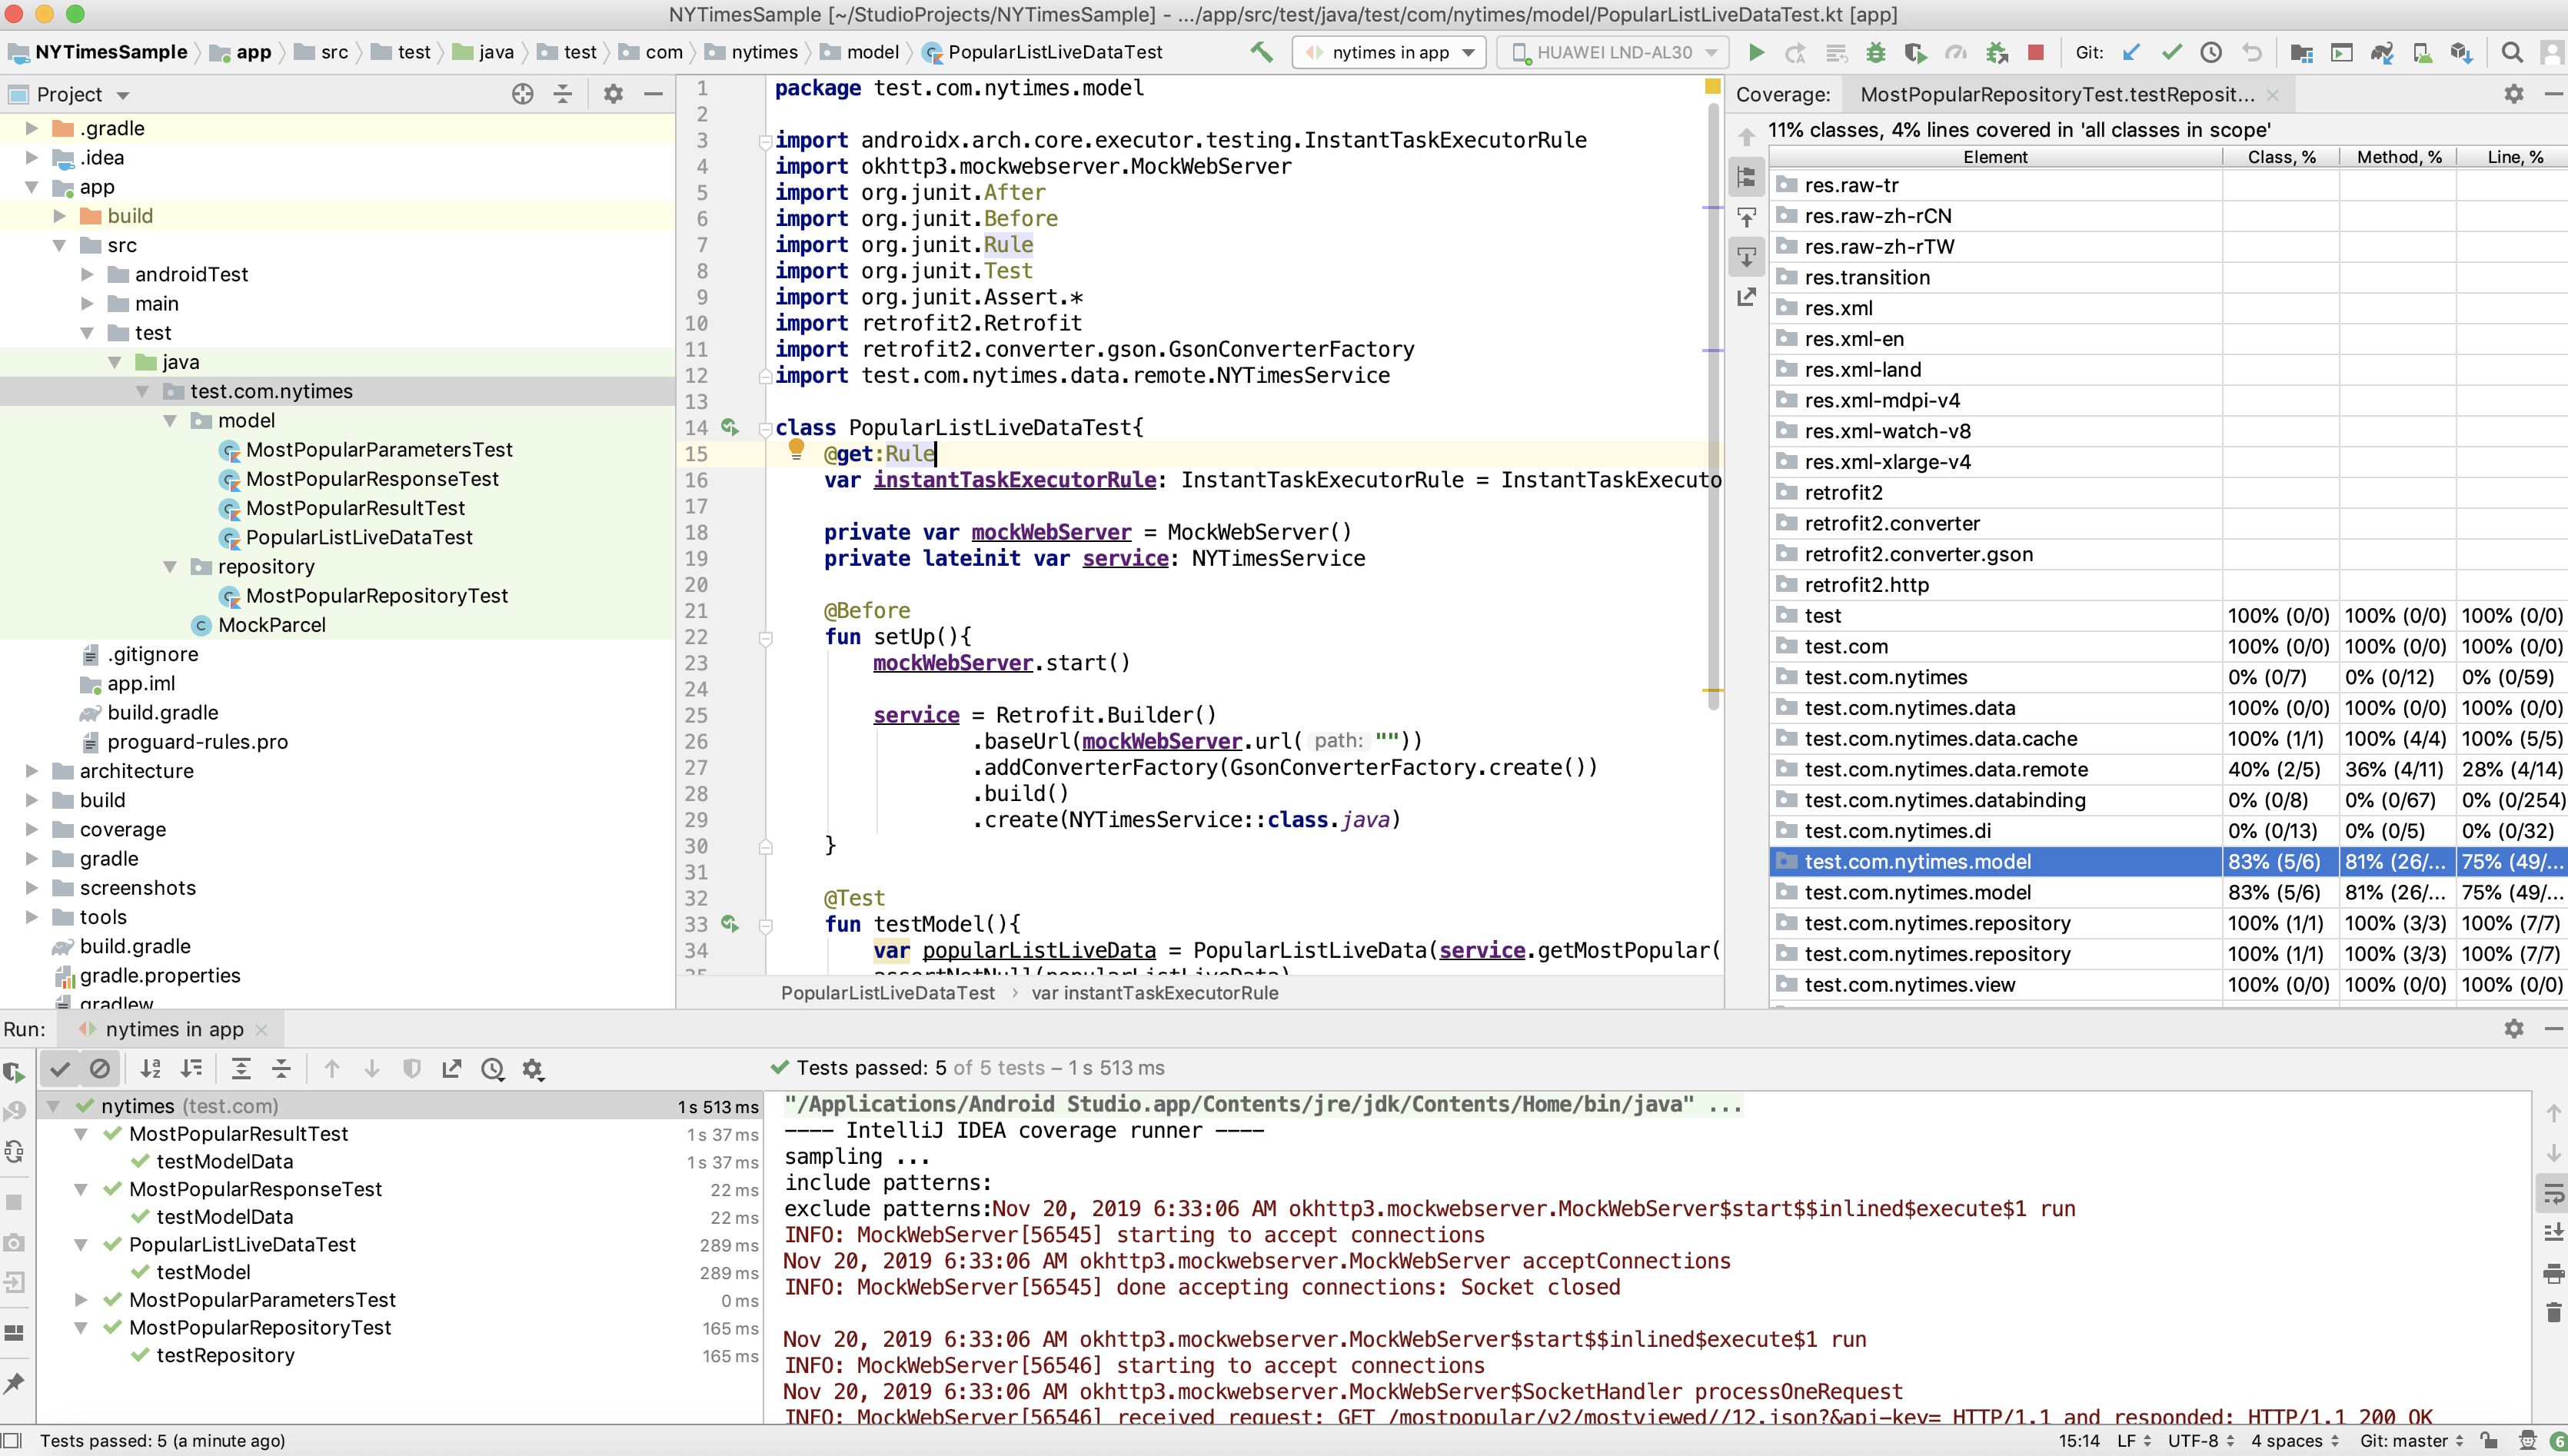 NYTimesSample [~/StudioProjects/NYTimesSample] - .../app/src/test/java/test/com/nytimes/model/PopularListLiveDataTest.kt [app]
NYTimesSample app src test java test com nytimes model PopularListLiveDataTest nytimes in app HUAWEI LND-AL30 Git:
Project
.gradle
.idea
app
build
src
androidTest
main
test
java
test.com.nytimes
model
MostPopularParametersTest
MostPopularResponseTest
MostPopularResultTest
PopularListLiveDataTest
repository
MostPopularRepositoryTest
MockParcel
.gitignore
app.iml
build.gradle
proguard-rules.pro
architecture
build
coverage
gradle
screenshots
tools
build.gradle
gradle.properties
gradlew
1 package test.com.nytimes.model
2
3 import androidx.arch.core.executor.testing.InstantTaskExecutorRule
4 import okhttp3.mockwebserver.MockWebServer
5 import org.junit.After
6 import org.junit.Before
7 import org.junit.Rule
8 import org.junit.Test
9 import org.junit.Assert.*
10 import retrofit2.Retrofit
11 import retrofit2.converter.gson.GsonConverterFactory
12 import test.com.nytimes.data.remote.NYTimesService
13
14 class PopularListLiveDataTest{
15 @get:Rule
16 var instantTaskExecutorRule: InstantTaskExecutorRule = InstantTaskExecuto
17
18 private var mockWebServer = MockWebServer()
19 private lateinit var service: NYTimesService
20
21 @Before
22 fun setUp(){
23 mockWebServer.start()
24
25 service = Retrofit.Builder()
26 .baseUrl(mockWebServer.url( path: ""))
27 .addConverterFactory(GsonConverterFactory.create())
28 .build()
29 .create(NYTimesService::class.java)
30 }
31
32 @Test
33 fun testModel(){
34 var popularListLiveData = PopularListLiveData(service.getMostPopular(
35 assertNotNull(popularListLiveData)
PopularListLiveDataTest › var instantTaskExecutorRule
Coverage: MostPopularRepositoryTest.testReposit...
11% classes, 4% lines covered in 'all classes in scope'
Element Class, % Method, % Line, %
res.raw-tr
res.raw-zh-rCN
res.raw-zh-rTW
res.transition
res.xml
res.xml-en
res.xml-land
res.xml-mdpi-v4
res.xml-watch-v8
res.xml-xlarge-v4
retrofit2
retrofit2.converter
retrofit2.converter.gson
retrofit2.http
test 100% (0/0) 100% (0/0) 100% (0/0)
test.com 100% (0/0) 100% (0/0) 100% (0/0)
test.com.nytimes 0% (0/7) 0% (0/12) 0% (0/59)
test.com.nytimes.data 100% (0/0) 100% (0/0) 100% (0/0)
test.com.nytimes.data.cache 100% (1/1) 100% (4/4) 100% (5/5)
test.com.nytimes.data.remote 40% (2/5) 36% (4/11) 28% (4/14)
test.com.nytimes.databinding 0% (0/8) 0% (0/67) 0% (0/254)
test.com.nytimes.di 0% (0/13) 0% (0/5) 0% (0/32)
test.com.nytimes.model 83% (5/6) 81% (26/... 75% (49/...
test.com.nytimes.model 83% (5/6) 81% (26/... 75% (49/...
test.com.nytimes.repository 100% (1/1) 100% (3/3) 100% (7/7)
test.com.nytimes.repository 100% (1/1) 100% (3/3) 100% (7/7)
test.com.nytimes.view 100% (0/0) 100% (0/0) 100% (0/0)
Run: nytimes in app
Tests passed: 5 of 5 tests – 1 s 513 ms
nytimes (test.com) 1 s 513 ms
MostPopularResultTest 1 s 37 ms
testModelData 1 s 37 ms
MostPopularResponseTest 22 ms
testModelData 22 ms
PopularListLiveDataTest 289 ms
testModel 289 ms
MostPopularParametersTest 0 ms
MostPopularRepositoryTest 165 ms
testRepository 165 ms
"/Applications/Android Studio.app/Contents/jre/jdk/Contents/Home/bin/java" ...
---- IntelliJ IDEA coverage runner ----
sampling ...
include patterns:
exclude patterns:Nov 20, 2019 6:33:06 AM okhttp3.mockwebserver.MockWebServer$start$$inlined$execute$1 run
INFO: MockWebServer[56545] starting to accept connections
Nov 20, 2019 6:33:06 AM okhttp3.mockwebserver.MockWebServer acceptConnections
INFO: MockWebServer[56545] done accepting connections: Socket closed
Nov 20, 2019 6:33:06 AM okhttp3.mockwebserver.MockWebServer$start$$inlined$execute$1 run
INFO: MockWebServer[56546] starting to accept connections
Nov 20, 2019 6:33:06 AM okhttp3.mockwebserver.MockWebServer$SocketHandler processOneRequest
INFO: MockWebServer[56546] received request: GET /mostpopular/v2/mostviewed//12.json?&api-key= HTTP/1.1 and responded: HTTP/1.1 200 OK
Tests passed: 5 (a minute ago) 15:14 LF UTF-8 4 spaces Git: master 6